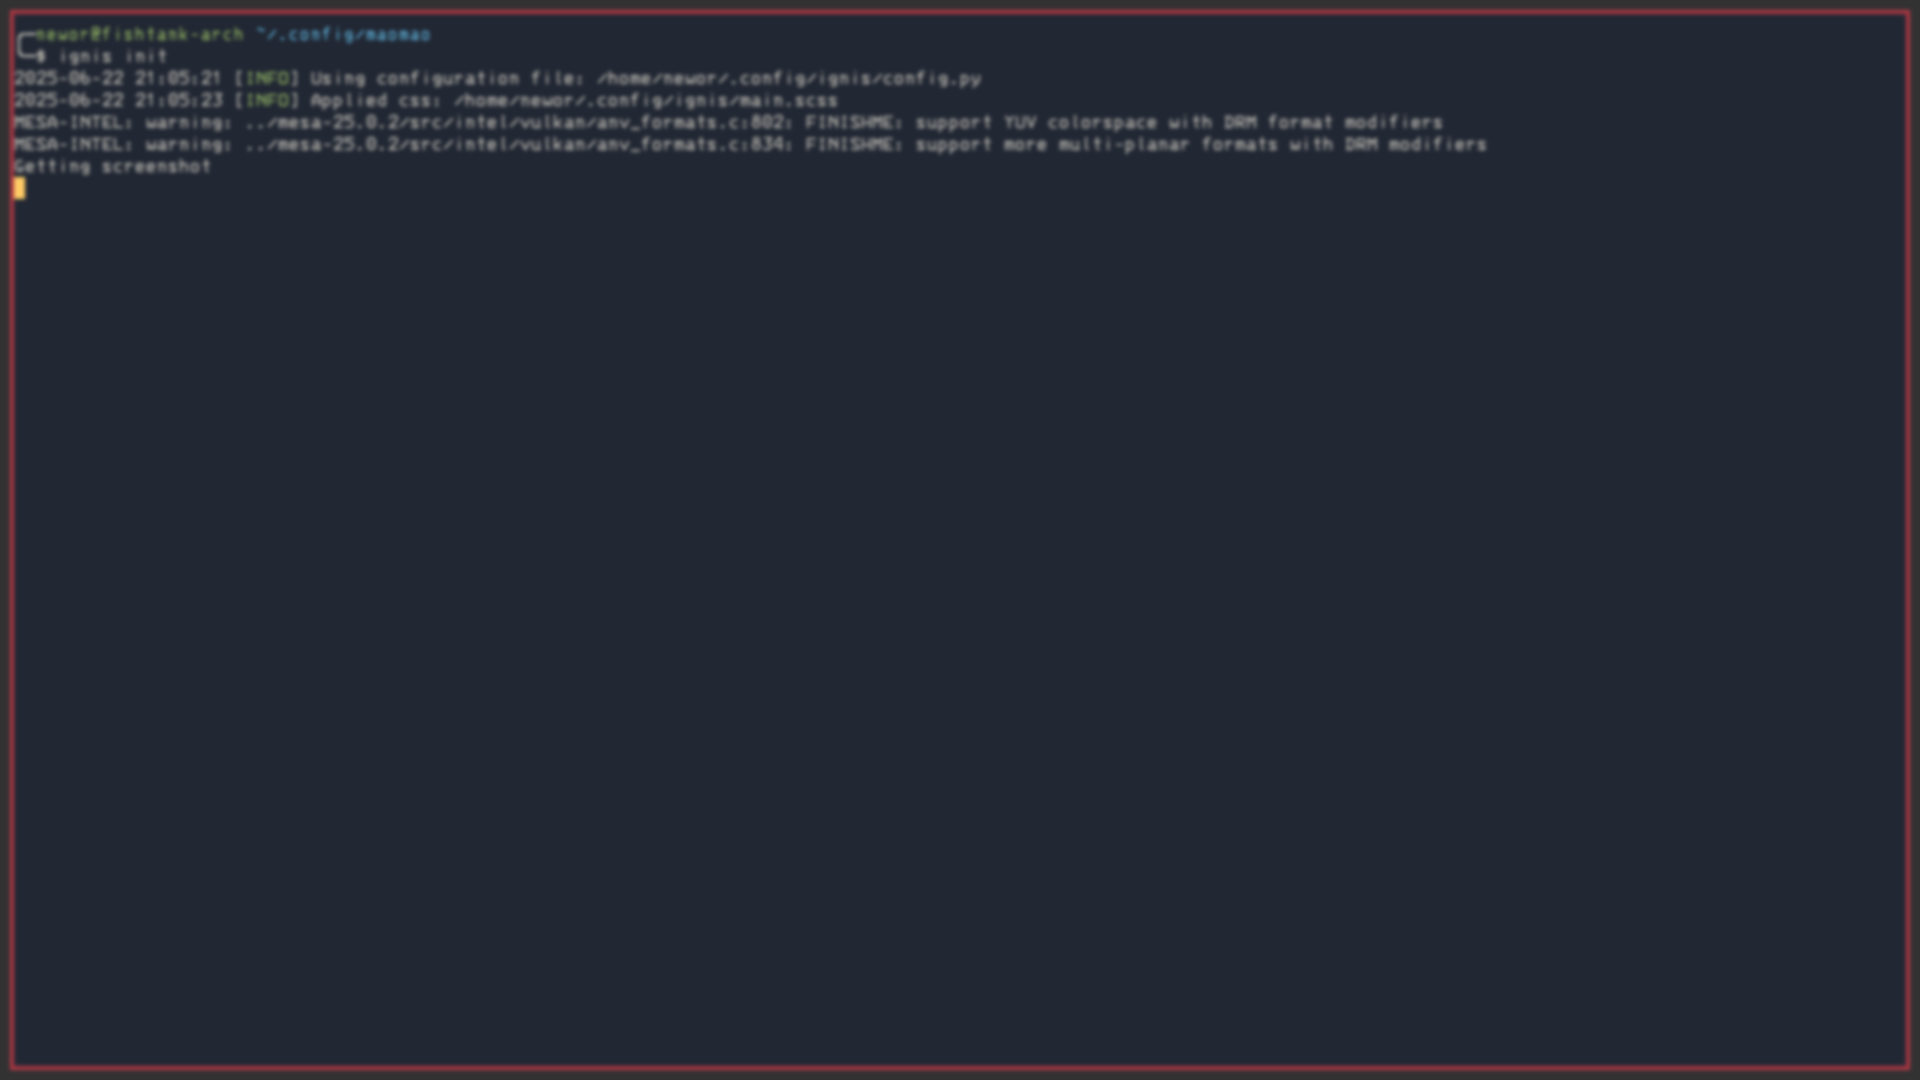 newor@fishtank-arch ~/.config/maomao
$ ignis init
2025-06-22 21:05:21 [INFO] Using configuration file: /home/newor/.config/ignis/config.py
2025-06-22 21:05:23 [INFO] Applied css: /home/newor/.config/ignis/main.scss
MESA-INTEL: warning: ../mesa-25.0.2/src/intel/vulkan/anv_formats.c:802: FINISHME: support YUV colorspace with DRM format modifiers
MESA-INTEL: warning: ../mesa-25.0.2/src/intel/vulkan/anv_formats.c:834: FINISHME: support more multi-planar formats with DRM modifiers
Getting screenshot